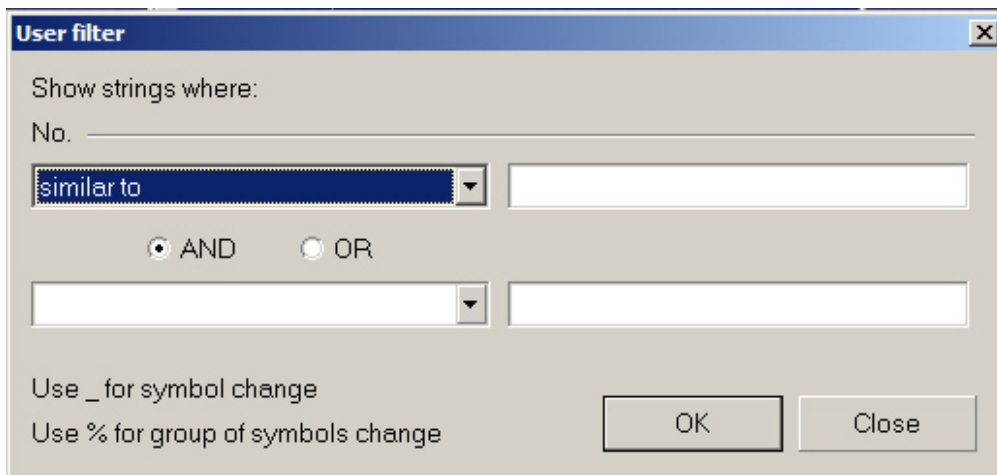 User filter
Show strings where:
No.
similar to
AND OR
Use _ for symbol change
Use % for group of symbols change
OK Close